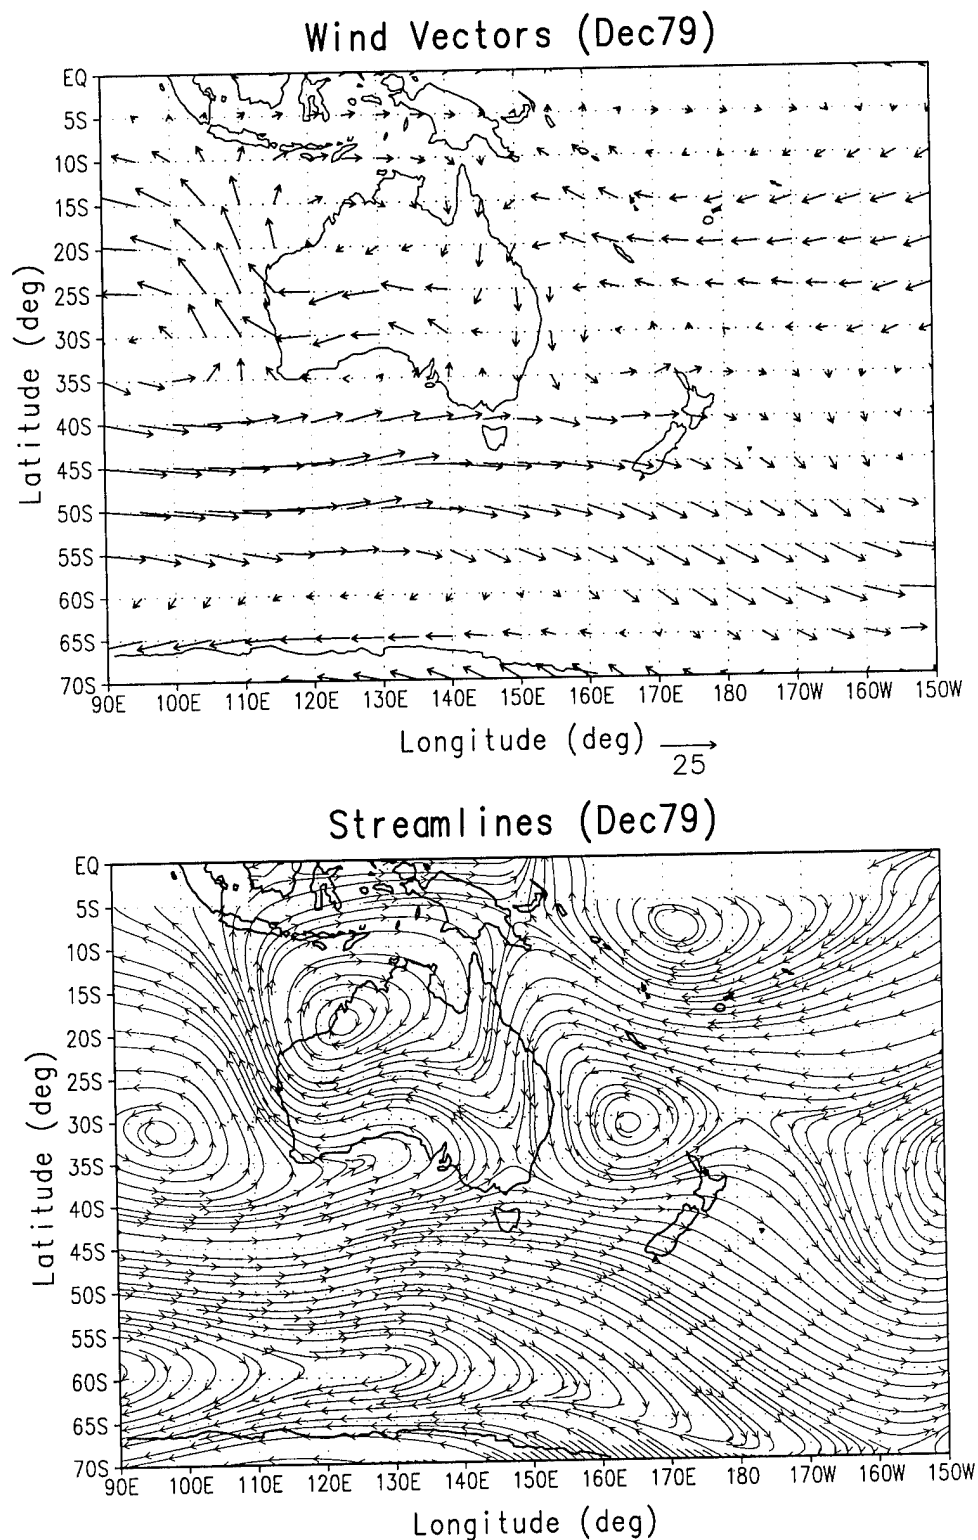 Wind Vectors (Dec79)
EQ
5S
10S
15S
20S
25S
30S
35S
40S
45S
50S
55S
60S
65S
70S
Latitude (deg)
90E 100E 110E 120E 130E 140E 150E 160E 170E 180 170W 160W 150W
Longitude (deg)
25
Streamlines (Dec79)
EQ
5S
10S
15S
20S
25S
30S
35S
40S
45S
50S
55S
60S
65S
70S
Latitude (deg)
90E 100E 110E 120E 130E 140E 150E 160E 170E 180 170W 160W 150W
Longitude (deg)